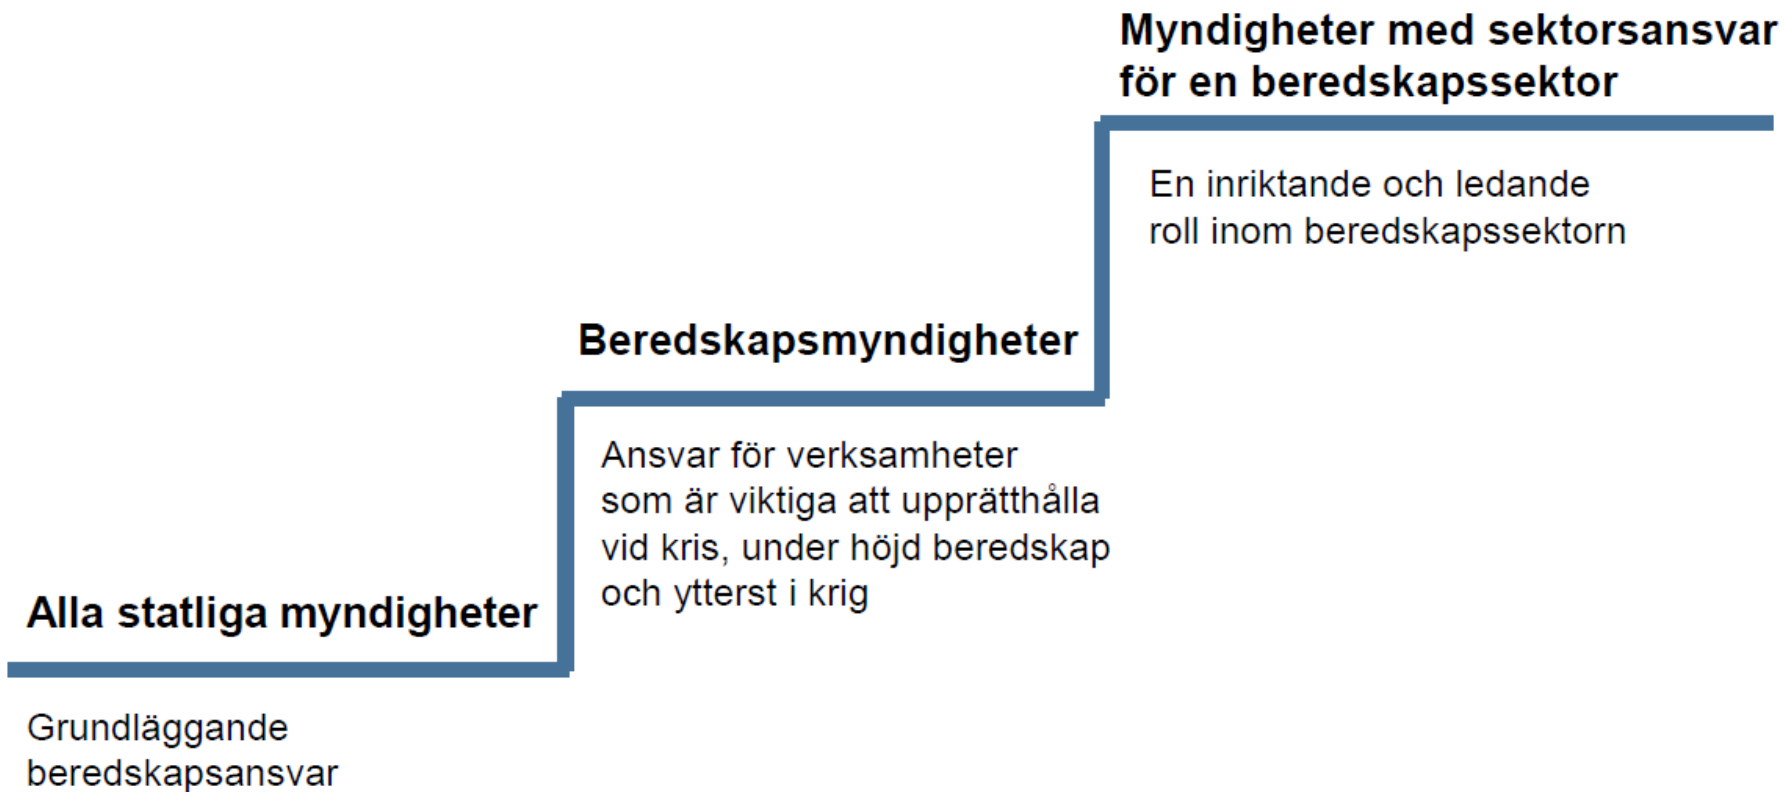 Myndigheter med sektorsansvar
för en beredskapssektor
En inriktande och ledande
roll inom beredskapssektorn
Beredskapsmyndigheter
Ansvar för verksamheter
som är viktiga att upprätthålla
vid kris, under höjd beredskap
och ytterst i krig
Alla statliga myndigheter
Grundläggande
beredskapsansvar